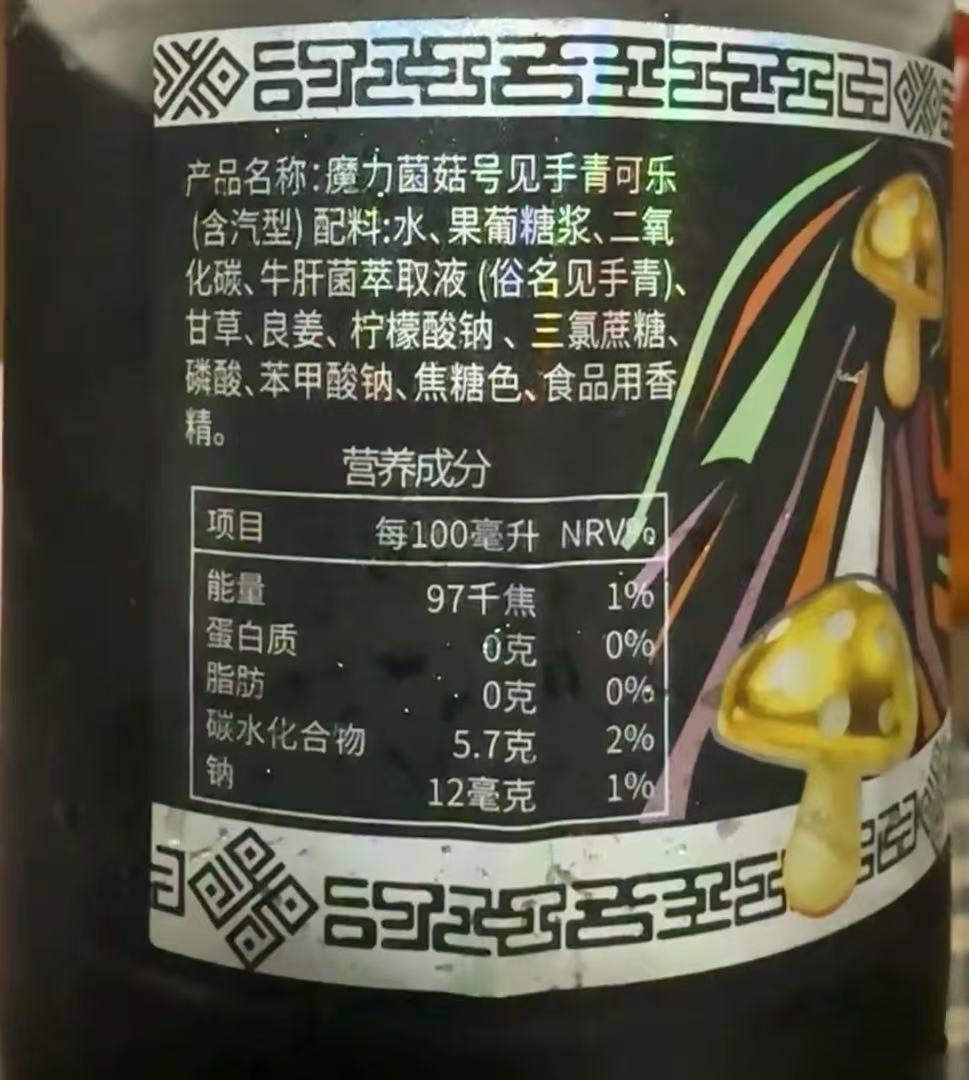 产品名称:魔力菌菇号见手青可乐
(含汽型) 配料:水、果葡糖浆、二氧
化碳、牛肝菌萃取液 (俗名见手青)、
甘草、良姜、柠檬酸钠、三氯蔗糖、
磷酸、苯甲酸钠、焦糖色、食品用香
精。
营养成分
项目 每100毫升 NRV%
能量 97千焦 1%
蛋白质 0克 0%
脂肪 0克 0%
碳水化合物 5.7克 2%
钠 12毫克 1%